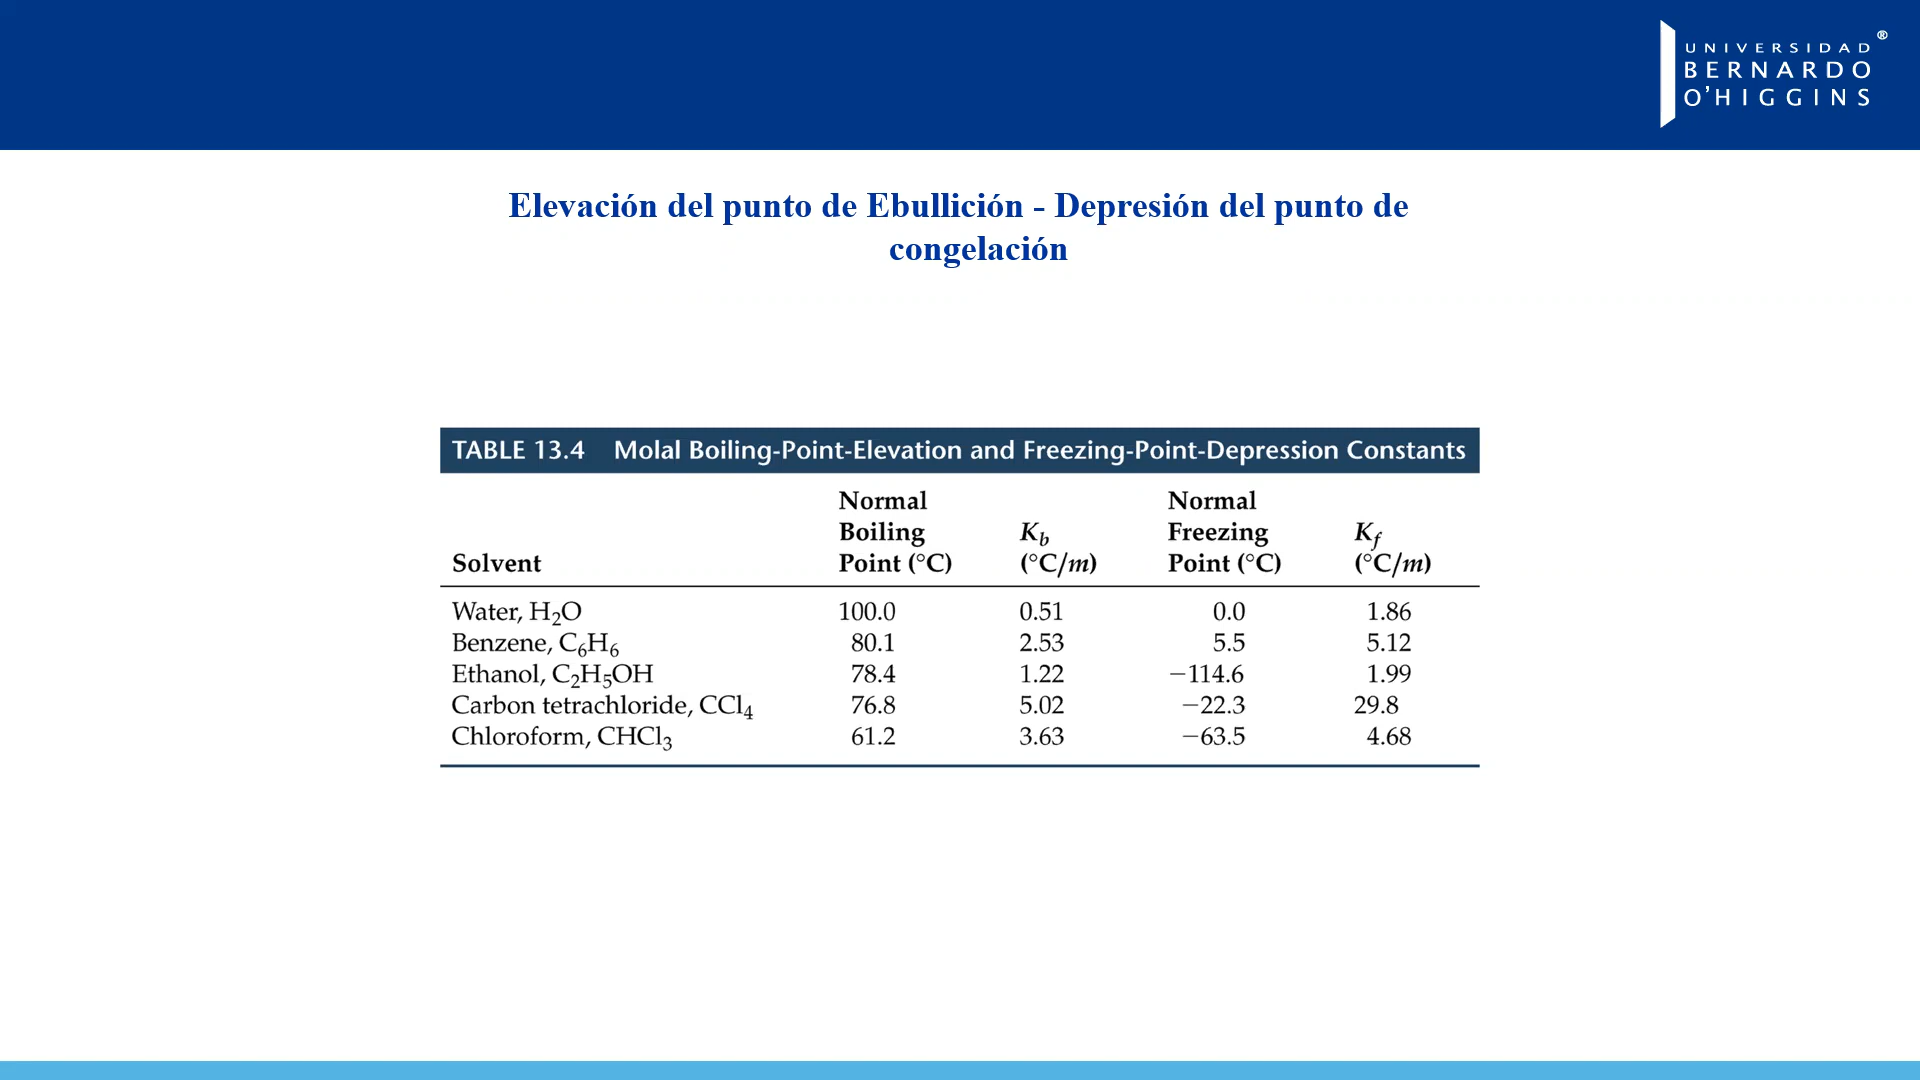 UNIVERSIDAD ®
BERNARDO
O'HIGGINS
Elevación del punto de Ebullición - Depresión del punto de
congelación
TABLE 13.4 Molal Boiling-Point-Elevation and Freezing-Point-Depression Constants
Normal Normal
Boiling K_b Freezing K_f
Solvent Point (°C) (°C/m) Point (°C) (°C/m)
Water, H₂O 100.0 0.51 0.0 1.86
Benzene, C₆H₆ 80.1 2.53 5.5 5.12
Ethanol, C₂H₅OH 78.4 1.22 −114.6 1.99
Carbon tetrachloride, CCl₄ 76.8 5.02 −22.3 29.8
Chloroform, CHCl₃ 61.2 3.63 −63.5 4.68